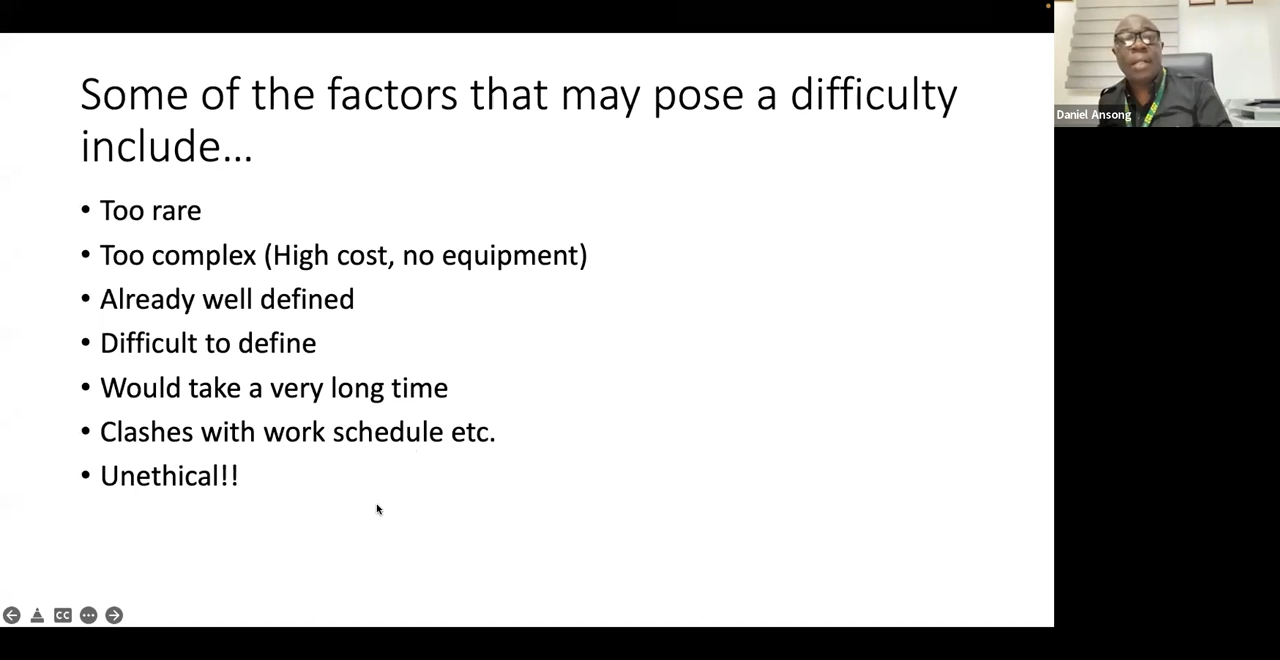 Some of the factors that may pose a difficulty
include...
• Too rare
• Too complex (High cost, no equipment)
• Already well defined
• Difficult to define
• Would take a very long time
• Clashes with work schedule etc.
• Unethical!!
Daniel Ansong
CC